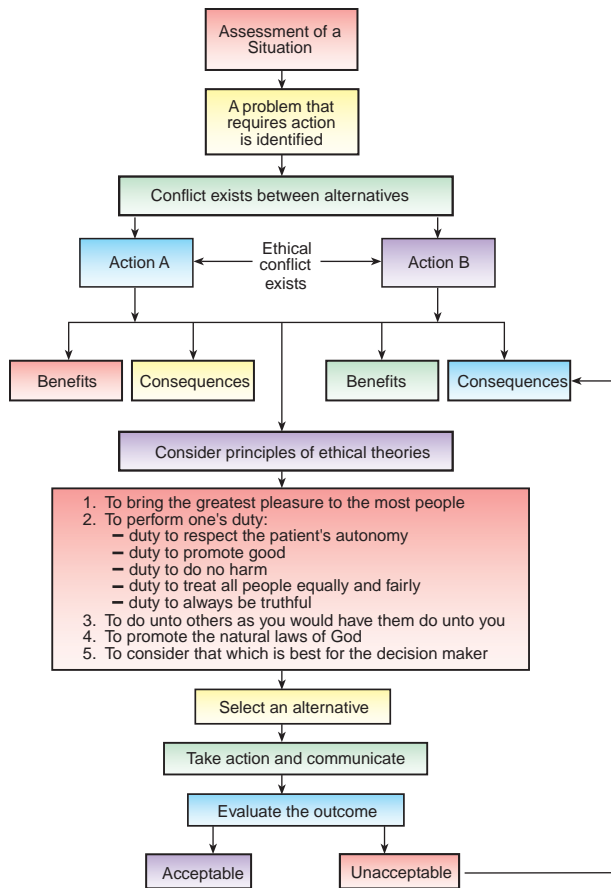 Assessment of a
Situation
A problem that
requires action
is identified
Conflict exists between alternatives
Action A
Ethical
conflict
exists
Action B
Benefits
Consequences
Benefits
Consequences
Consider principles of ethical theories
1. To bring the greatest pleasure to the most people
2. To perform one's duty:
– duty to respect the patient's autonomy
– duty to promote good
– duty to do no harm
– duty to treat all people equally and fairly
– duty to always be truthful
3. To do unto others as you would have them do unto you
4. To promote the natural laws of God
5. To consider that which is best for the decision maker
Select an alternative
Take action and communicate
Evaluate the outcome
Acceptable
Unacceptable